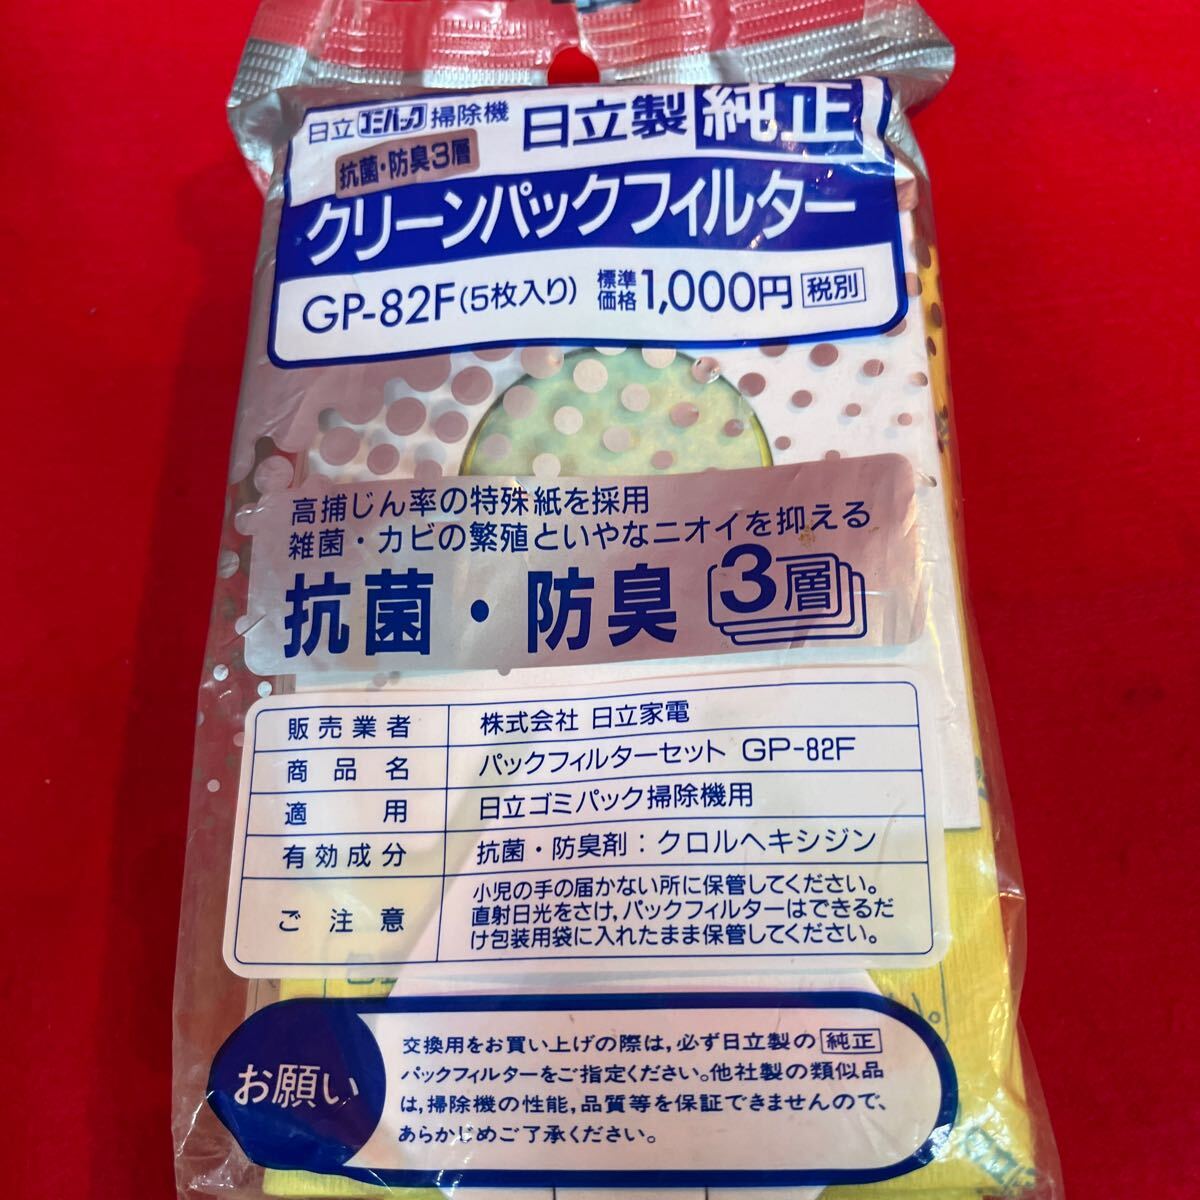 日立ゴミパック掃除機 日立製 純正
抗菌・防臭3層
クリーンパックフィルター
GP-82F(5枚入り) 標準価格1,000円 税別
高捕じん率の特殊紙を採用
雑菌・カビの繁殖といやなニオイを抑える
抗菌・防臭 3層
販売業者 株式会社 日立家電
商品名 パックフィルターセット GP-82F
適用 日立ゴミパック掃除機用
有効成分 抗菌・防臭剤：クロルヘキシジン
ご注意 小児の手の届かない所に保管してください。
直射日光をさけ,パックフィルターはできるだ
け包装用袋に入れたまま保管してください。
お願い
交換用をお買い上げの際は,必ず日立製の純正
パックフィルターをご指定ください。他社製の類似品
は,掃除機の性能,品質等を保証できませんので、
あらかじめご了承ください。